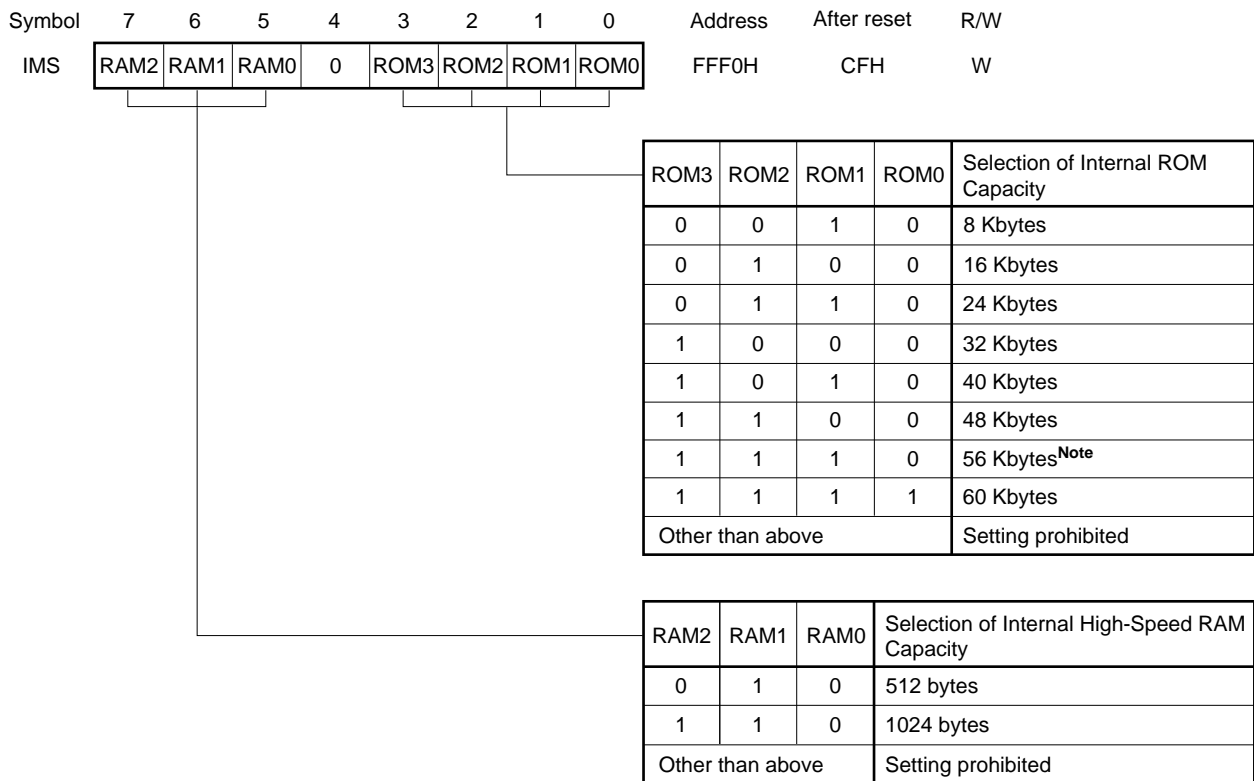 Symbol 7 6 5 4 3 2 1 0 Address After reset R/W
IMS RAM2 RAM1 RAM0 0 ROM3 ROM2 ROM1 ROM0 FFF0H CFH W
ROM3 ROM2 ROM1 ROM0 Selection of Internal ROM
Capacity
0 0 1 0 8 Kbytes
0 1 0 0 16 Kbytes
0 1 1 0 24 Kbytes
1 0 0 0 32 Kbytes
1 0 1 0 40 Kbytes
1 1 0 0 48 Kbytes
1 1 1 0 56 KbytesNote
1 1 1 1 60 Kbytes
Other than above Setting prohibited
RAM2 RAM1 RAM0 Selection of Internal High-Speed RAM
Capacity
0 1 0 512 bytes
1 1 0 1024 bytes
Other than above Setting prohibited